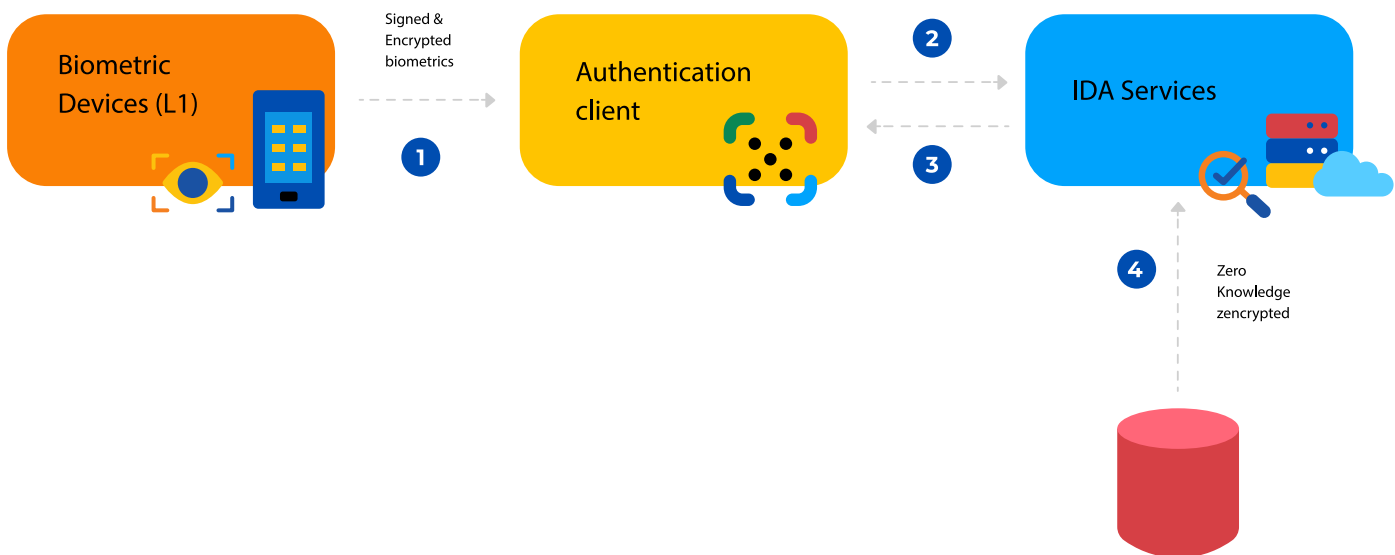 Biometric
Devices (L1)
Signed &
Encrypted
biometrics
1
Authentication
client
2
3
IDA Services
4
Zero
Knowledge
zencrypted